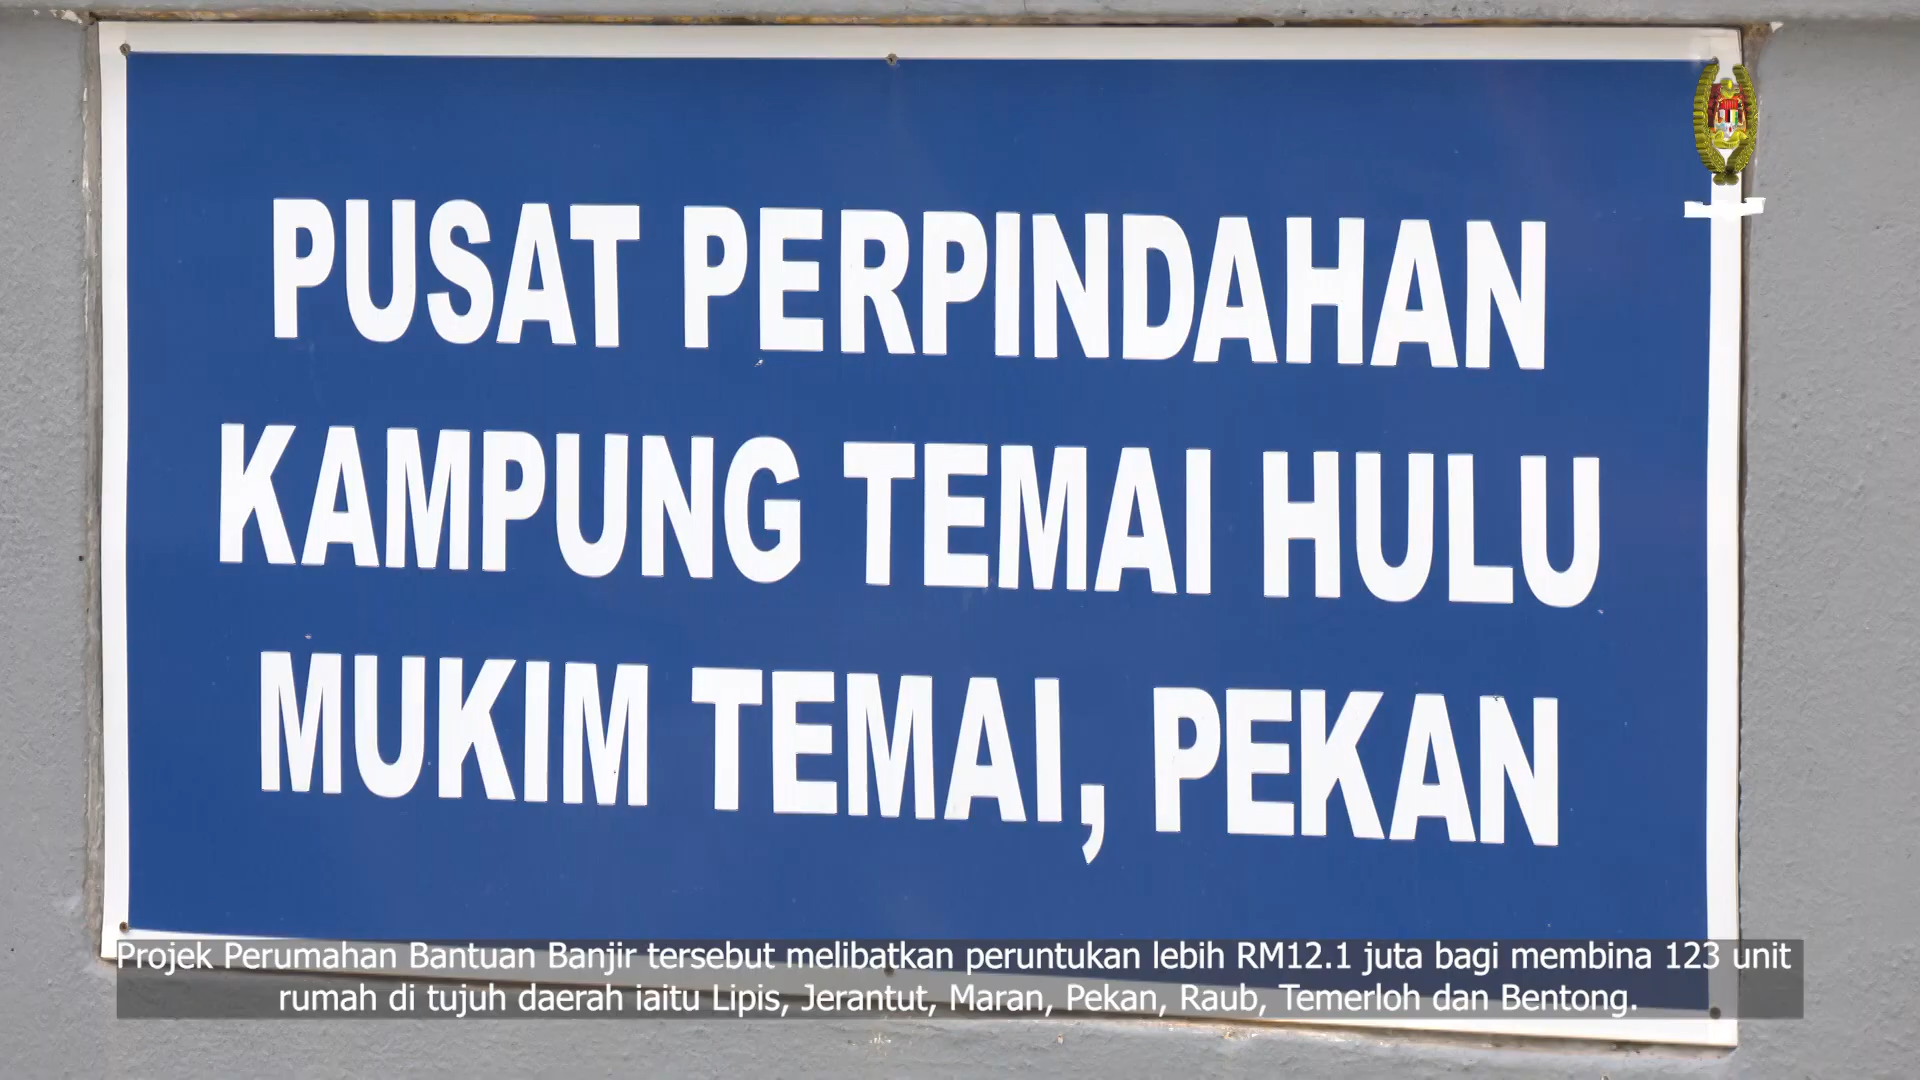 PUSAT PERPINDAHAN
KAMPUNG TEMAI HULU
MUKIM TEMAI, PEKAN
Projek Perumahan Bantuan Banjir tersebut melibatkan peruntukan lebih RM12.1 juta bagi membina 123 unit
rumah di tujuh daerah iaitu Lipis, Jerantut, Maran, Pekan, Raub, Temerloh dan Bentong.